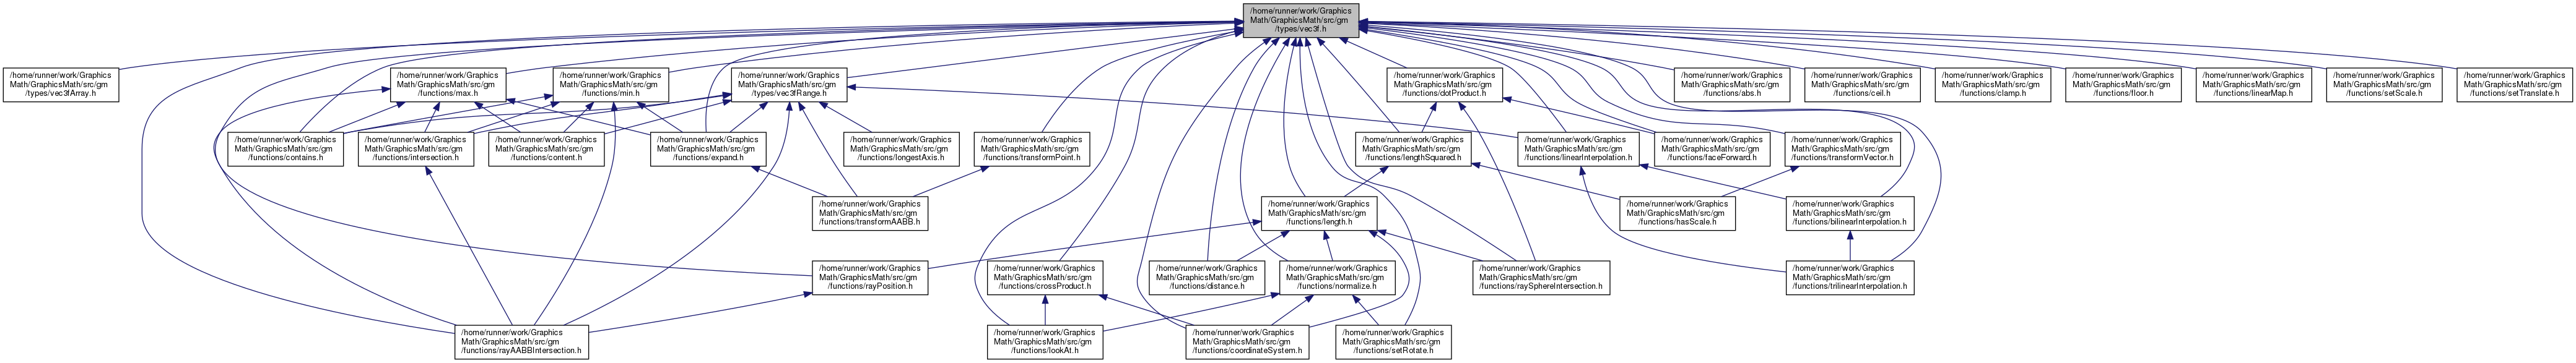 /home/runner/work/Graphics
Math/GraphicsMath/src/gm
/types/vec3f.h
/home/runner/work/Graphics
Math/GraphicsMath/src/gm
/types/vec3fArray.h
/home/runner/work/Graphics
Math/GraphicsMath/src/gm
/functions/max.h
/home/runner/work/Graphics
Math/GraphicsMath/src/gm
/functions/min.h
/home/runner/work/Graphics
Math/GraphicsMath/src/gm
/types/vec3fRange.h
/home/runner/work/Graphics
Math/GraphicsMath/src/gm
/functions/dotProduct.h
/home/runner/work/Graphics
Math/GraphicsMath/src/gm
/functions/abs.h
/home/runner/work/Graphics
Math/GraphicsMath/src/gm
/functions/ceil.h
/home/runner/work/Graphics
Math/GraphicsMath/src/gm
/functions/clamp.h
/home/runner/work/Graphics
Math/GraphicsMath/src/gm
/functions/floor.h
/home/runner/work/Graphics
Math/GraphicsMath/src/gm
/functions/linearMap.h
/home/runner/work/Graphics
Math/GraphicsMath/src/gm
/functions/setScale.h
/home/runner/work/Graphics
Math/GraphicsMath/src/gm
/functions/setTranslate.h
/home/runner/work/Graphics
Math/GraphicsMath/src/gm
/functions/contains.h
/home/runner/work/Graphics
Math/GraphicsMath/src/gm
/functions/intersection.h
/home/runner/work/Graphics
Math/GraphicsMath/src/gm
/functions/content.h
/home/runner/work/Graphics
Math/GraphicsMath/src/gm
/functions/expand.h
/home/runner/work/Graphics
Math/GraphicsMath/src/gm
/functions/longestAxis.h
/home/runner/work/Graphics
Math/GraphicsMath/src/gm
/functions/transformPoint.h
/home/runner/work/Graphics
Math/GraphicsMath/src/gm
/functions/lengthSquared.h
/home/runner/work/Graphics
Math/GraphicsMath/src/gm
/functions/linearInterpolation.h
/home/runner/work/Graphics
Math/GraphicsMath/src/gm
/functions/faceForward.h
/home/runner/work/Graphics
Math/GraphicsMath/src/gm
/functions/transformVector.h
/home/runner/work/Graphics
Math/GraphicsMath/src/gm
/functions/transformAABB.h
/home/runner/work/Graphics
Math/GraphicsMath/src/gm
/functions/length.h
/home/runner/work/Graphics
Math/GraphicsMath/src/gm
/functions/hasScale.h
/home/runner/work/Graphics
Math/GraphicsMath/src/gm
/functions/bilinearInterpolation.h
/home/runner/work/Graphics
Math/GraphicsMath/src/gm
/functions/rayPosition.h
/home/runner/work/Graphics
Math/GraphicsMath/src/gm
/functions/crossProduct.h
/home/runner/work/Graphics
Math/GraphicsMath/src/gm
/functions/distance.h
/home/runner/work/Graphics
Math/GraphicsMath/src/gm
/functions/normalize.h
/home/runner/work/Graphics
Math/GraphicsMath/src/gm
/functions/raySphereIntersection.h
/home/runner/work/Graphics
Math/GraphicsMath/src/gm
/functions/trilinearInterpolation.h
/home/runner/work/Graphics
Math/GraphicsMath/src/gm
/functions/rayAABBIntersection.h
/home/runner/work/Graphics
Math/GraphicsMath/src/gm
/functions/lookAt.h
/home/runner/work/Graphics
Math/GraphicsMath/src/gm
/functions/coordinateSystem.h
/home/runner/work/Graphics
Math/GraphicsMath/src/gm
/functions/setRotate.h